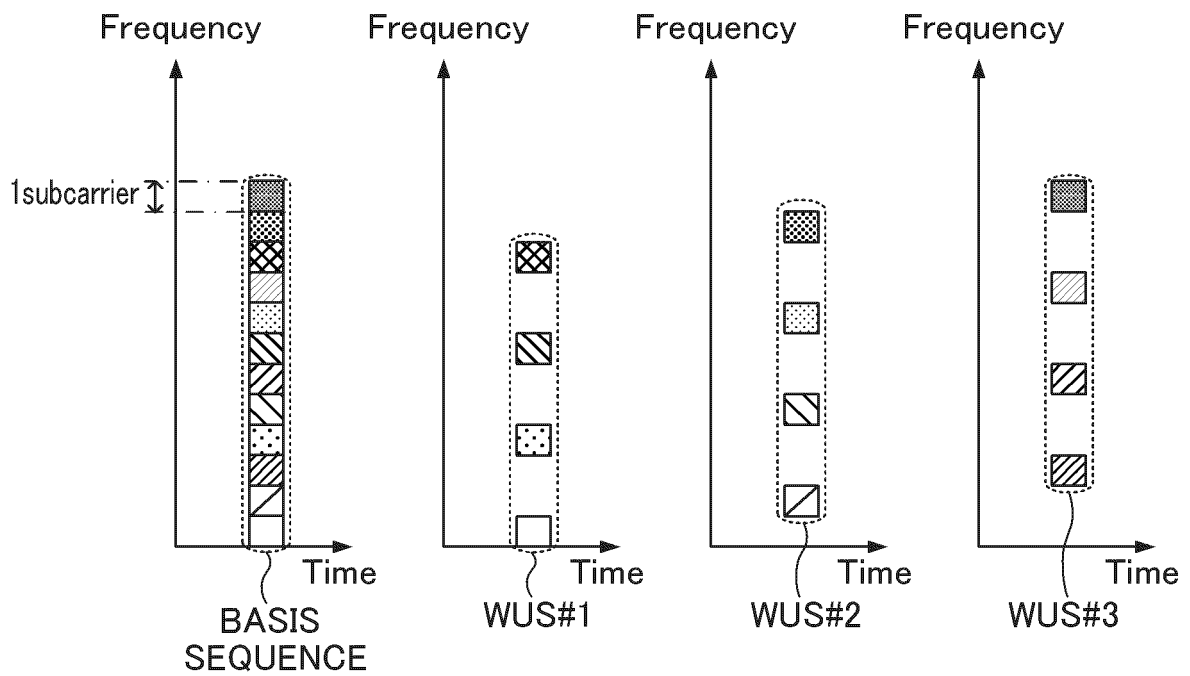 Frequency
Frequency
Frequency
Frequency
1subcarrier
Time
Time
Time
Time
BASIS
SEQUENCE
WUS#1
WUS#2
WUS#3